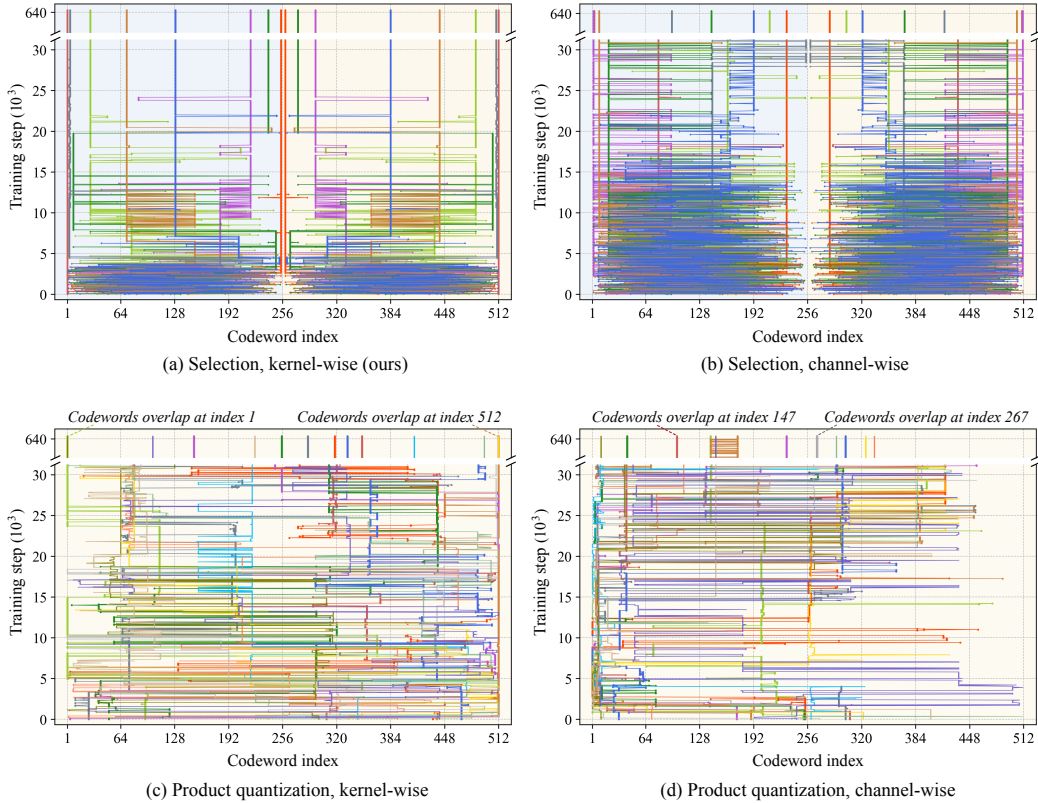 640
30
25
20
15
10
5
0
Training step (10³)
1 64 128 192 256 320 384 448 512
Codeword index
(a) Selection, kernel-wise (ours)
640
30
25
20
15
10
5
0
Training step (10³)
1 64 128 192 256 320 384 448 512
Codeword index
(b) Selection, channel-wise
Codewords overlap at index 1 Codewords overlap at index 512
640
30
25
20
15
10
5
0
Training step (10³)
1 64 128 192 256 320 384 448 512
Codeword index
(c) Product quantization, kernel-wise
Codewords overlap at index 147 Codewords overlap at index 267
640
30
25
20
15
10
5
0
Training step (10³)
1 64 128 192 256 320 384 448 512
Codeword index
(d) Product quantization, channel-wise